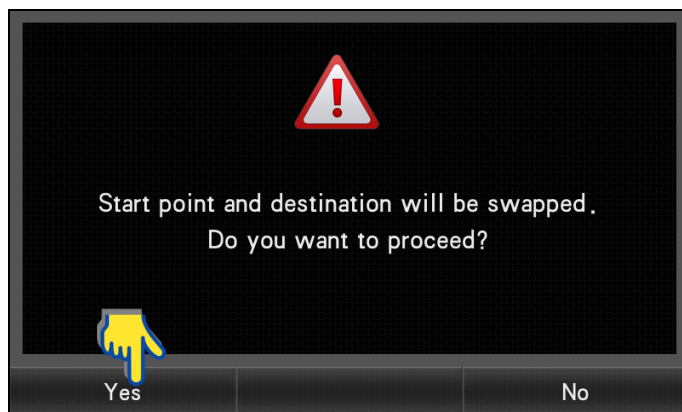 Start point and destination will be swapped.
Do you want to proceed?
Yes
No